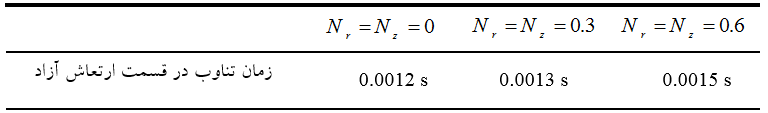 N_r = N_z = 0 N_r = N_z = 0.3 N_r = N_z = 0.6
زمان تناوب در قسمت ارتعاش آزاد 0.0012 s 0.0013 s 0.0015 s